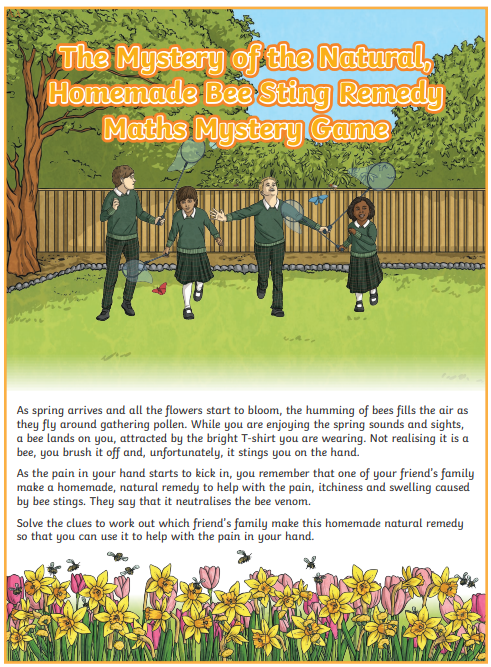 The Mystery of the Natural,
Homemade Bee Sting Remedy
Maths Mystery Game
As spring arrives and all the flowers start to bloom, the humming of bees fills the air as
they fly around gathering pollen. While you are enjoying the spring sounds and sights,
a bee lands on you, attracted by the bright T-shirt you are wearing. Not realising it is a
bee, you brush it off and, unfortunately, it stings you on the hand.
As the pain in your hand starts to kick in, you remember that one of your friend's family
make a homemade, natural remedy to help with the pain, itchiness and swelling caused
by bee stings. They say that it neutralises the bee venom.
Solve the clues to work out which friend's family make this homemade natural remedy
so that you can use it to help with the pain in your hand.